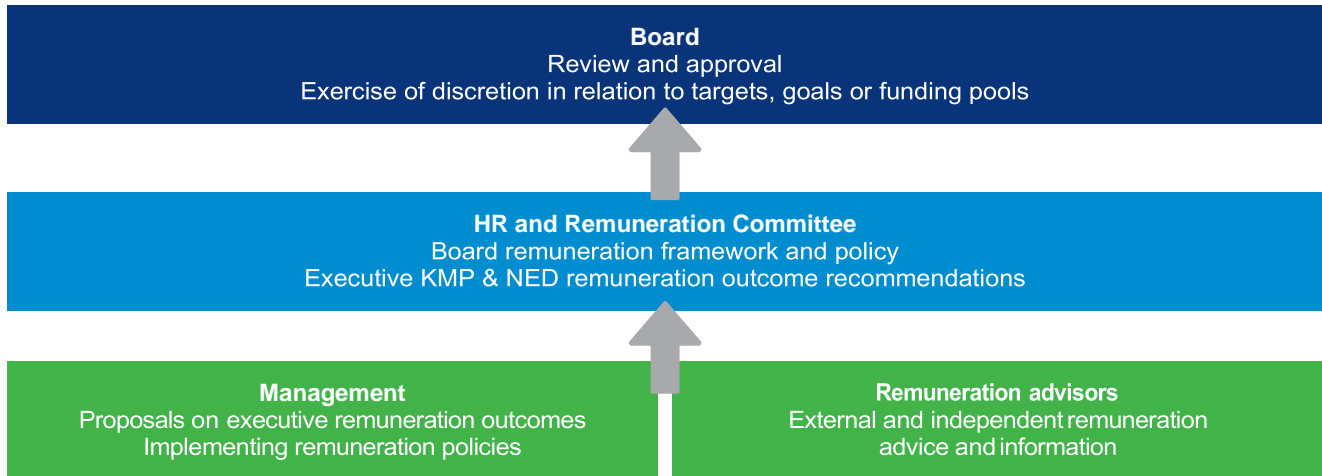 Board
Review and approval
Exercise of discretion in relation to targets, goals or funding pools
HR and Remuneration Committee
Board remuneration framework and policy
Executive KMP & NED remuneration outcome recommendations
Management
Proposals on executive remuneration outcomes
Implementing remuneration policies
Remuneration advisors
External and independent remuneration
advice and information